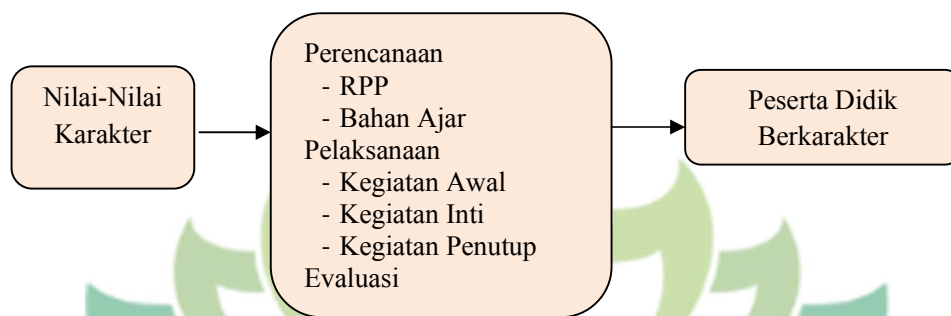 Nilai-Nilai
Karakter
Perencanaan
- RPP
- Bahan Ajar
Pelaksanaan
- Kegiatan Awal
- Kegiatan Inti
- Kegiatan Penutup
Evaluasi
Peserta Didik
Berkarakter